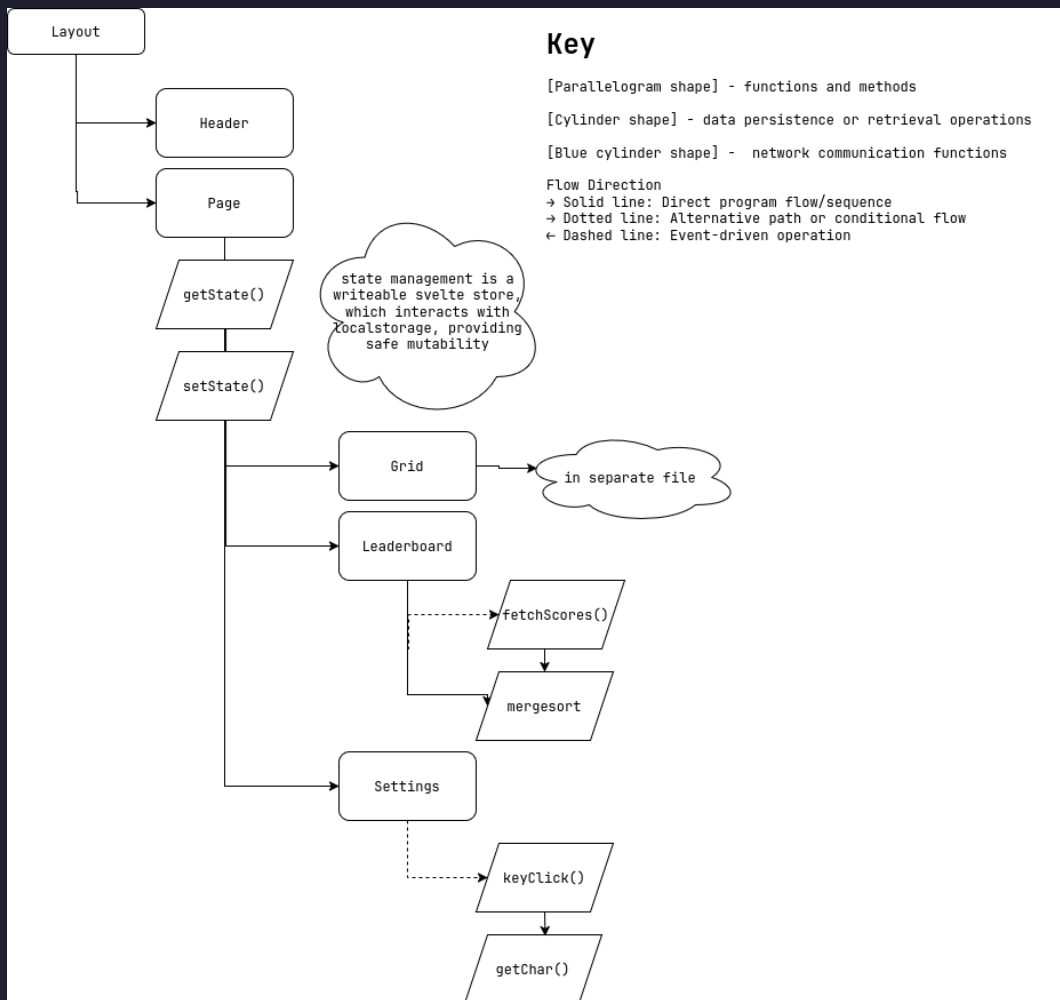 Layout
Key
[Parallelogram shape] - functions and methods
Header
[Cylinder shape] - data persistence or retrieval operations
[Blue cylinder shape] -  network communication functions
Flow Direction
→ Solid line: Direct program flow/sequence
→ Dotted line: Alternative path or conditional flow
← Dashed line: Event-driven operation
Page
getState()
state management is a
writeable svelte store,
which interacts with
localstorage, providing
safe mutability
setState()
Grid
in separate file
Leaderboard
fetchScores()
mergesort
Settings
keyClick()
getChar()